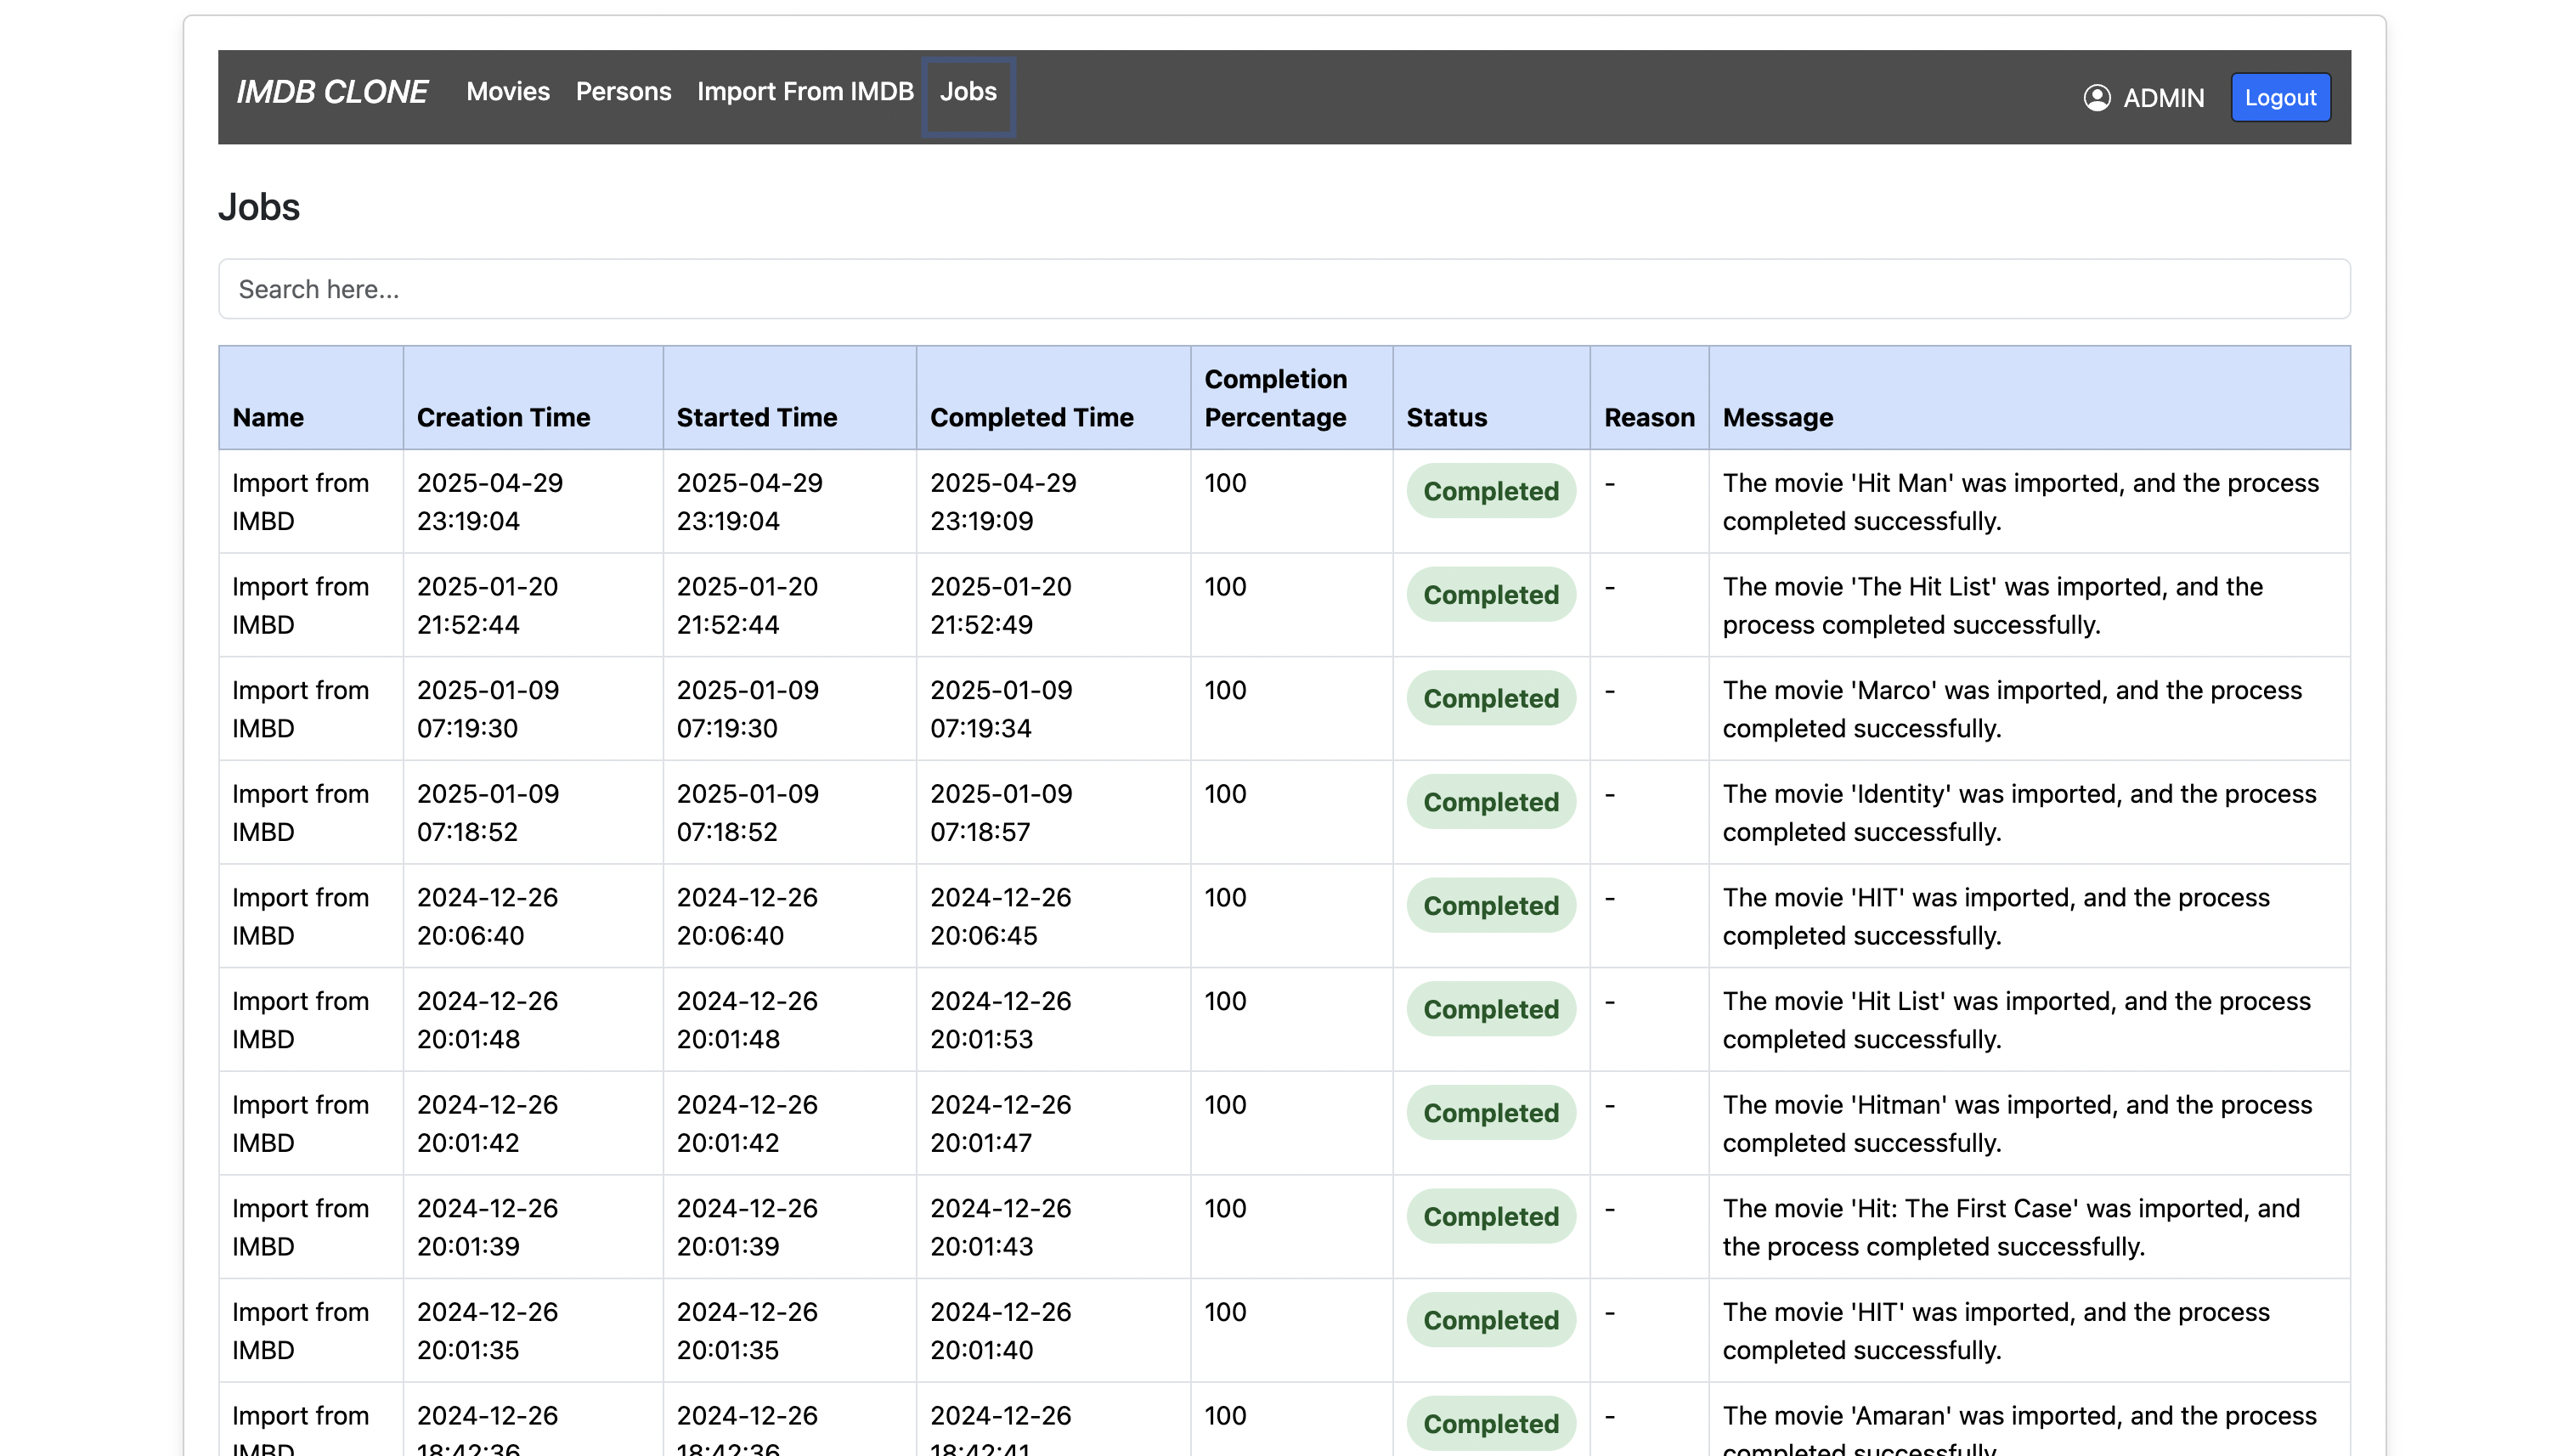 IMDB CLONE Movies Persons Import From IMDB Jobs ADMIN Logout
Jobs
Search here...
Name Creation Time Started Time Completed Time Completion Percentage Status Reason Message
Import from 2025-04-29 2025-04-29 2025-04-29 100 Completed - The movie 'Hit Man' was imported, and the process
IMBD 23:19:04 23:19:04 23:19:09 completed successfully.
Import from 2025-01-20 2025-01-20 2025-01-20 100 Completed - The movie 'The Hit List' was imported, and the
IMBD 21:52:44 21:52:44 21:52:49 process completed successfully.
Import from 2025-01-09 2025-01-09 2025-01-09 100 Completed - The movie 'Marco' was imported, and the process
IMBD 07:19:30 07:19:30 07:19:34 completed successfully.
Import from 2025-01-09 2025-01-09 2025-01-09 100 Completed - The movie 'Identity' was imported, and the process
IMBD 07:18:52 07:18:52 07:18:57 completed successfully.
Import from 2024-12-26 2024-12-26 2024-12-26 100 Completed - The movie 'HIT' was imported, and the process
IMBD 20:06:40 20:06:40 20:06:45 completed successfully.
Import from 2024-12-26 2024-12-26 2024-12-26 100 Completed - The movie 'Hit List' was imported, and the process
IMBD 20:01:48 20:01:48 20:01:53 completed successfully.
Import from 2024-12-26 2024-12-26 2024-12-26 100 Completed - The movie 'Hitman' was imported, and the process
IMBD 20:01:42 20:01:42 20:01:47 completed successfully.
Import from 2024-12-26 2024-12-26 2024-12-26 100 Completed - The movie 'Hit: The First Case' was imported, and
IMBD 20:01:39 20:01:39 20:01:43 the process completed successfully.
Import from 2024-12-26 2024-12-26 2024-12-26 100 Completed - The movie 'HIT' was imported, and the process
IMBD 20:01:35 20:01:35 20:01:40 completed successfully.
Import from 2024-12-26 2024-12-26 2024-12-26 100 Completed - The movie 'Amaran' was imported, and the process
IMBD 18:42:36 18:42:36 18:42:41 completed successfully.